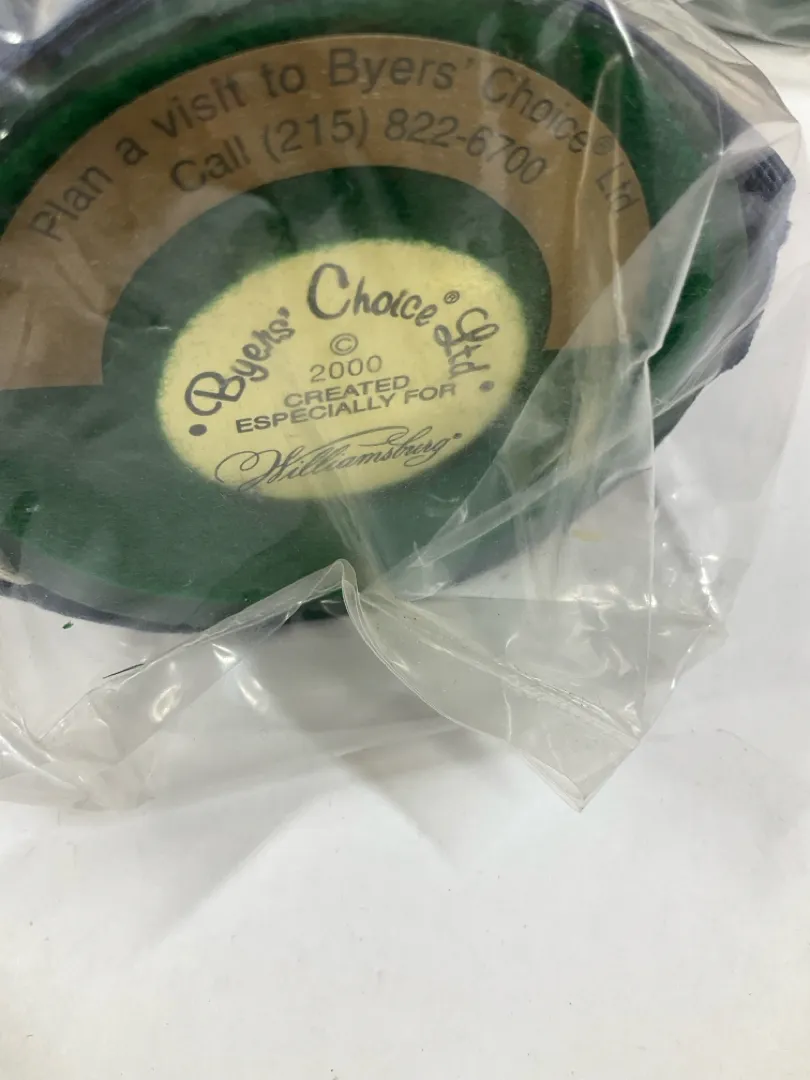 Plan a visit to Byers' Choice® Ltd
Call (215) 822-6700
• Byers' Choice® Ltd •
©
2000
CREATED
ESPECIALLY FOR
Williamsburg®